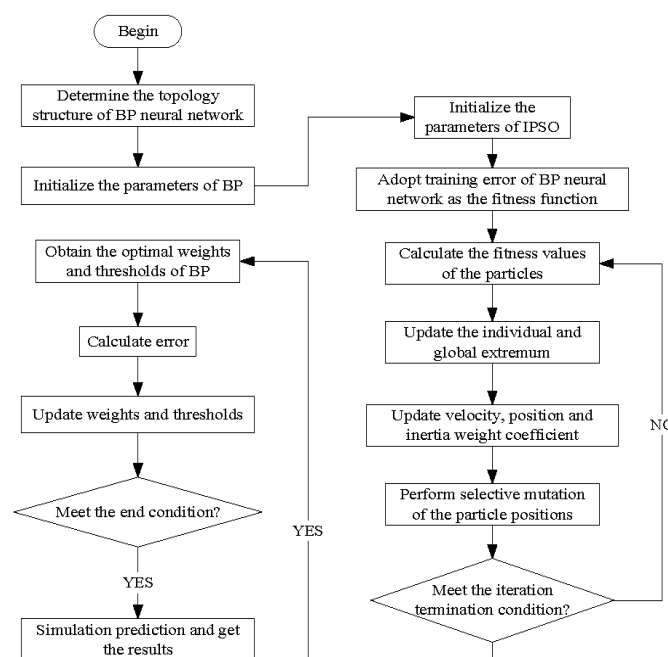 Begin
Determine the topology
structure of BP neural network
Initialize the parameters of BP
Initialize the
parameters of IPSO
Adopt training error of BP neural
network as the fitness function
Calculate the fitness values
of the particles
Update the individual and
global extremum
Update velocity, position and
inertia weight coefficient
Perform selective mutation
of the particle positions
Meet the iteration
termination condition?
NO
YES
Obtain the optimal weights
and thresholds of BP
Calculate error
Update weights and thresholds
Meet the end condition?
YES
Simulation prediction and get
the results